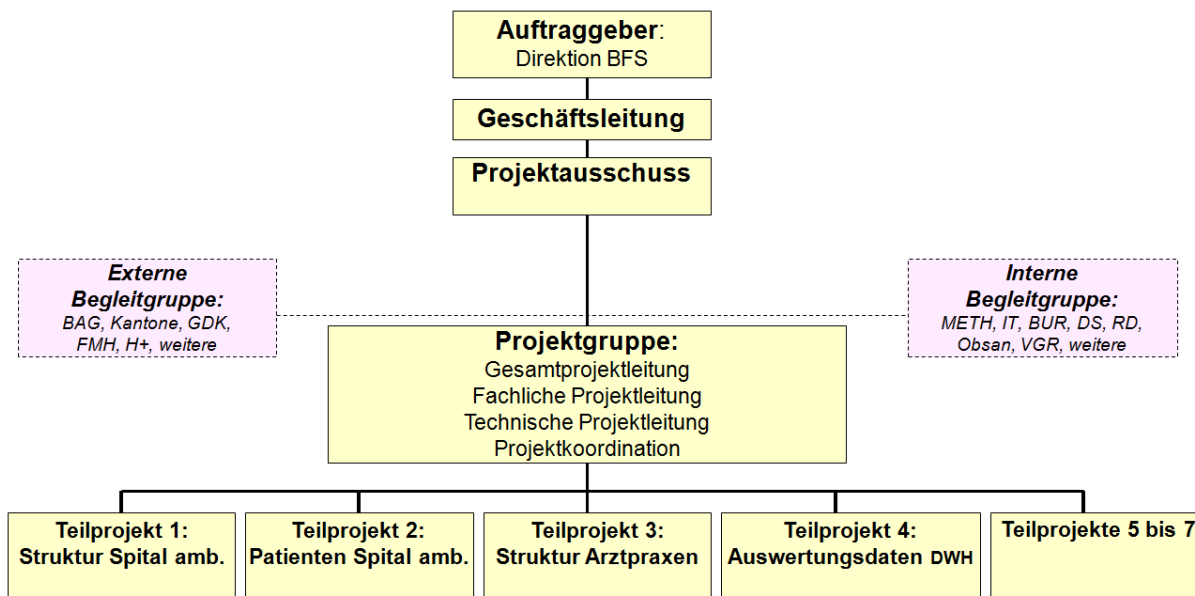 Auftraggeber:
Direktion BFS
Geschäftsleitung
Projektausschuss
Externe
Begleitgruppe:
BAG, Kantone, GDK,
FMH, H+, weitere
Interne
Begleitgruppe:
METH, IT, BUR, DS, RD,
Obsan, VGR, weitere
Projektgruppe:
Gesamtprojektleitung
Fachliche Projektleitung
Technische Projektleitung
Projektkoordination
Teilprojekt 1:
Struktur Spital amb.
Teilprojekt 2:
Patienten Spital amb.
Teilprojekt 3:
Struktur Arztpraxen
Teilprojekt 4:
Auswertungsdaten DWH
Teilprojekte 5 bis 7